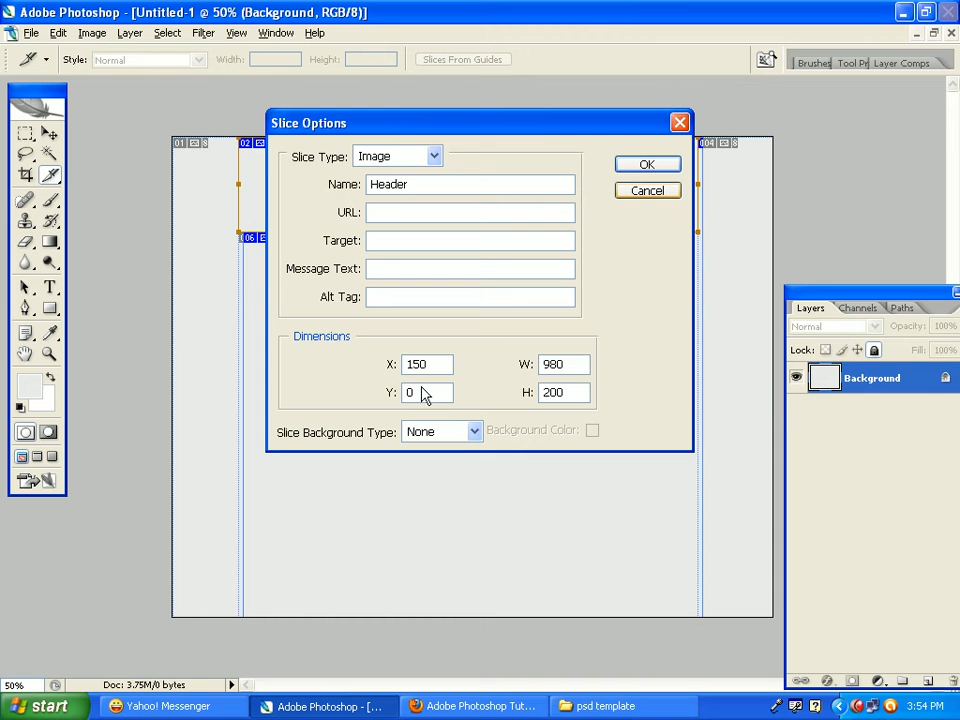 Adobe Photoshop - [Untitled-1 @ 50% (Background, RGB/8)]
File Edit Image Layer Select Filter View Window Help
Style: Normal Width: Height: Slices From Guides
Brushes Tool Pr Layer Comps
Slice Options
01 02 04
Slice Type: Image OK
Name: Header Cancel
URL:
06
Target:
Message Text:
Alt Tag:
Dimensions
X: 150 W: 980
Y: 0 H: 200
Slice Background Type: None Background Color:
Layers Channels Paths
Normal Opacity: 100%
Lock: Fill: 100%
Background
50% Doc: 3.75M/0 bytes
start Yahoo! Messenger Adobe Photoshop - [... Adobe Photoshop Tut... psd template 3:54 PM